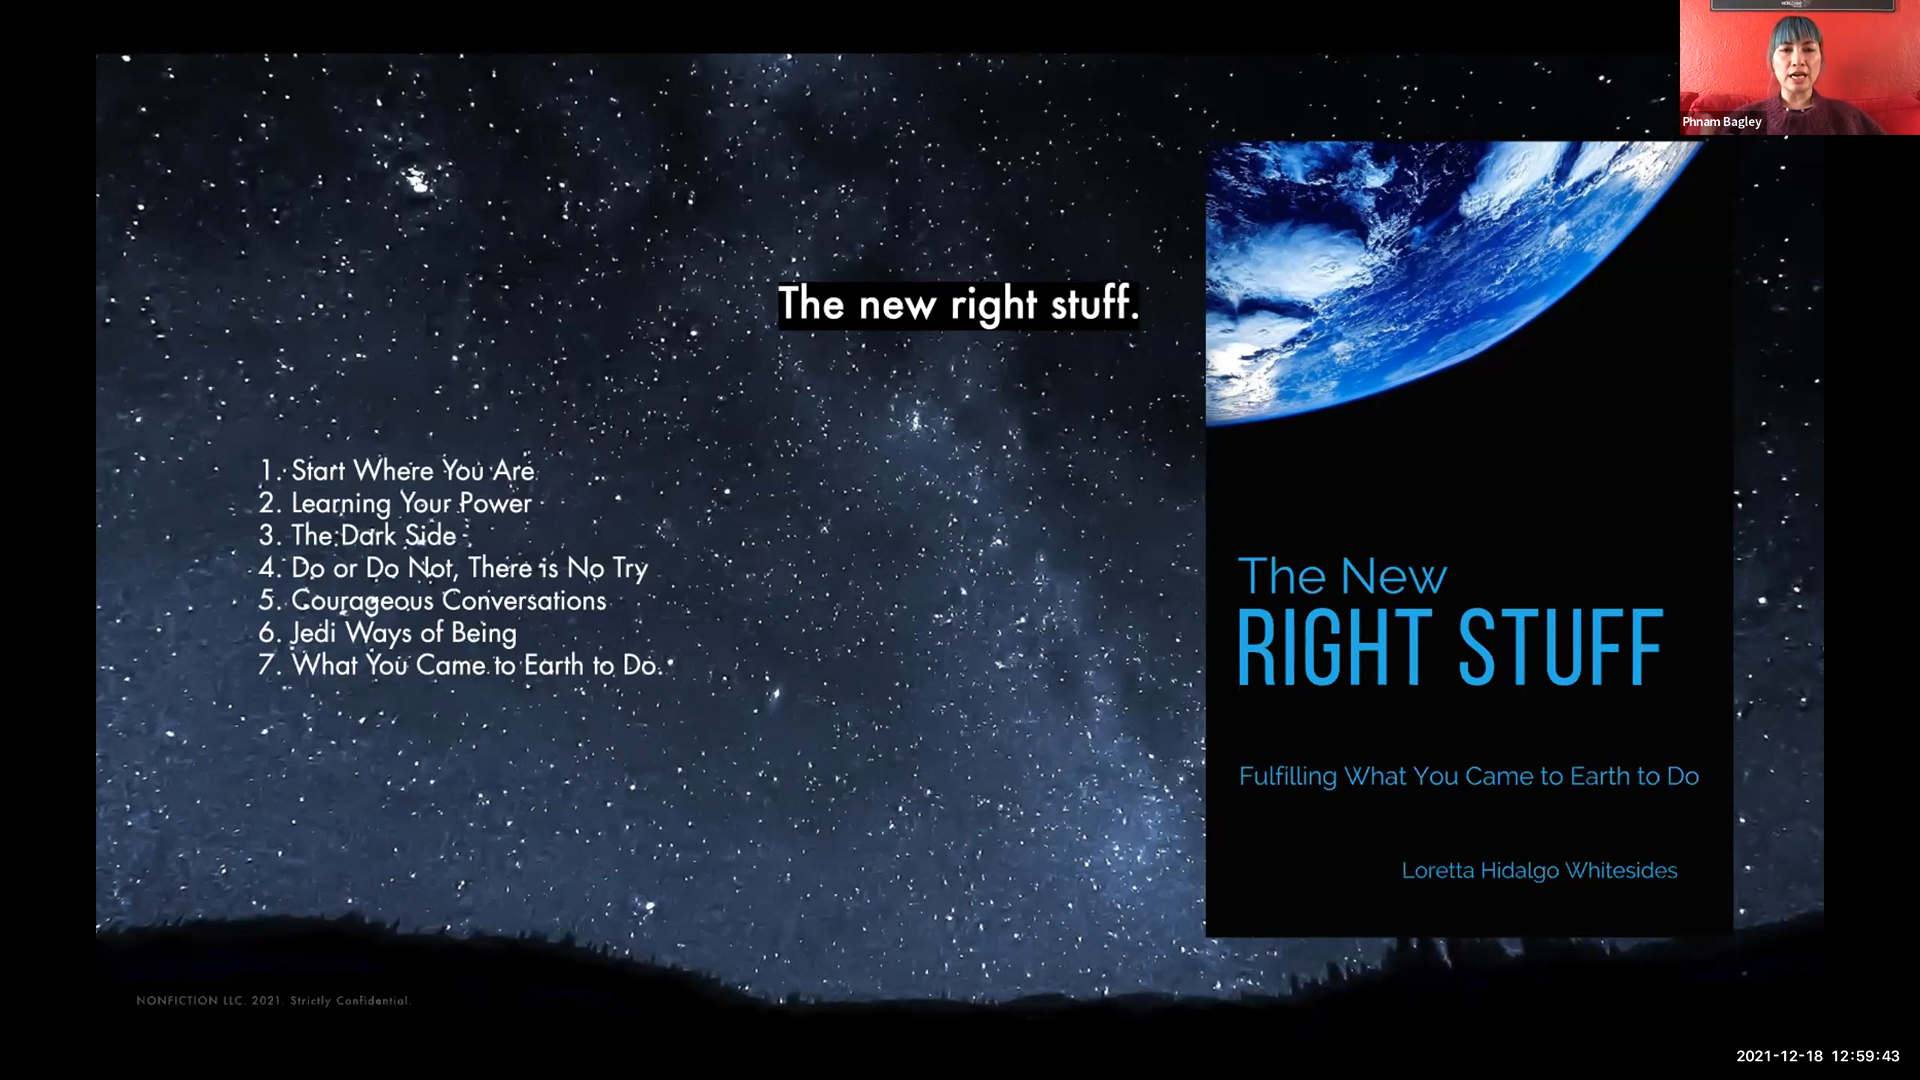 Phnam Bagley
The new right stuff.
1. Start Where You Are
2. Learning Your Power
3. The Dark Side
4. Do or Do Not, There is No Try
5. Courageous Conversations
6. Jedi Ways of Being
7. What You Came to Earth to Do.
The New
RIGHT STUFF
Fulfilling What You Came to Earth to Do
Loretta Hidalgo Whitesides
NONFICTION LLC. 2021. Strictly Confidential.
2021-12-18 12:59:43